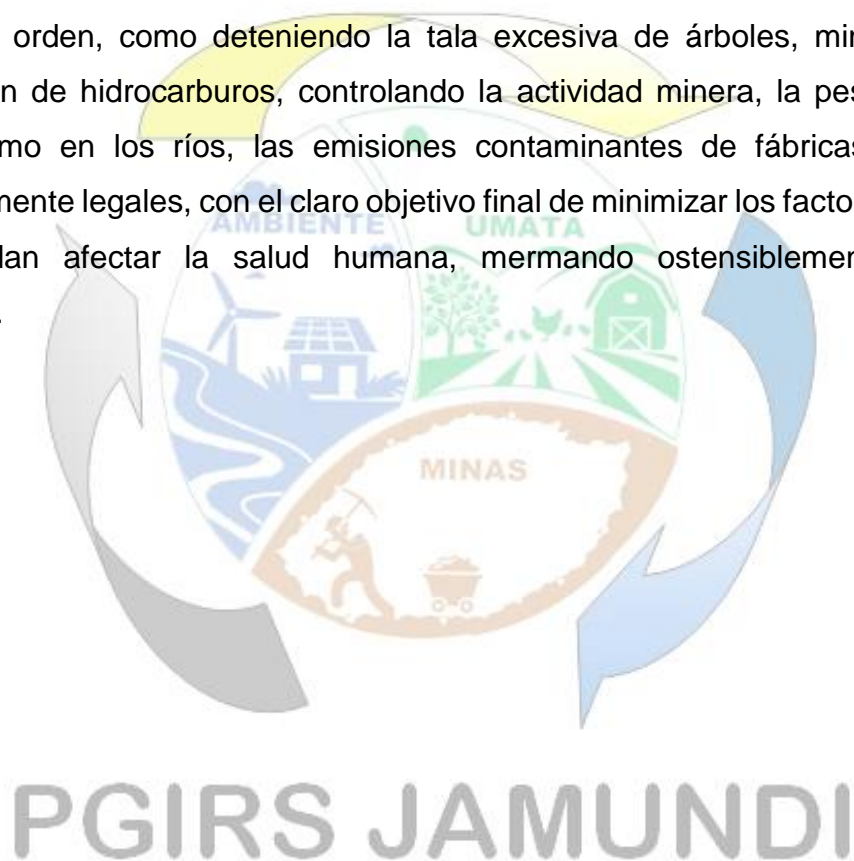 orden, como deteniendo la tala excesiva de árboles, min
n de hidrocarburos, controlando la actividad minera, la pes
mo en los ríos, las emisiones contaminantes de fábricas
mente legales, con el claro objetivo final de minimizar los facto
dan afectar la salud humana, mermando ostensiblemen
.
AMBIENTE UMATA
MINAS
PGIRS JAMUNDI